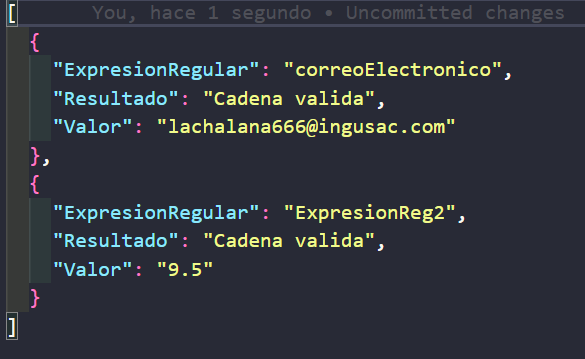 [ You, hace 1 segundo • Uncommitted changes
{
"ExpresionRegular": "correoElectronico",
"Resultado": "Cadena valida",
"Valor": "lachalana666@ingusac.com"
},
{
"ExpresionRegular": "ExpresionReg2",
"Resultado": "Cadena valida",
"Valor": "9.5"
}
]